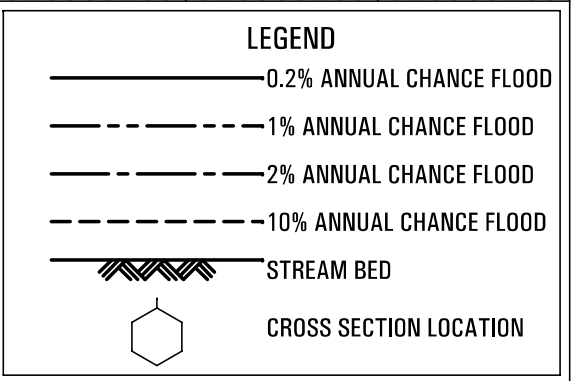 LEGEND
0.2% ANNUAL CHANCE FLOOD
1% ANNUAL CHANCE FLOOD
2% ANNUAL CHANCE FLOOD
10% ANNUAL CHANCE FLOOD
STREAM BED
CROSS SECTION LOCATION